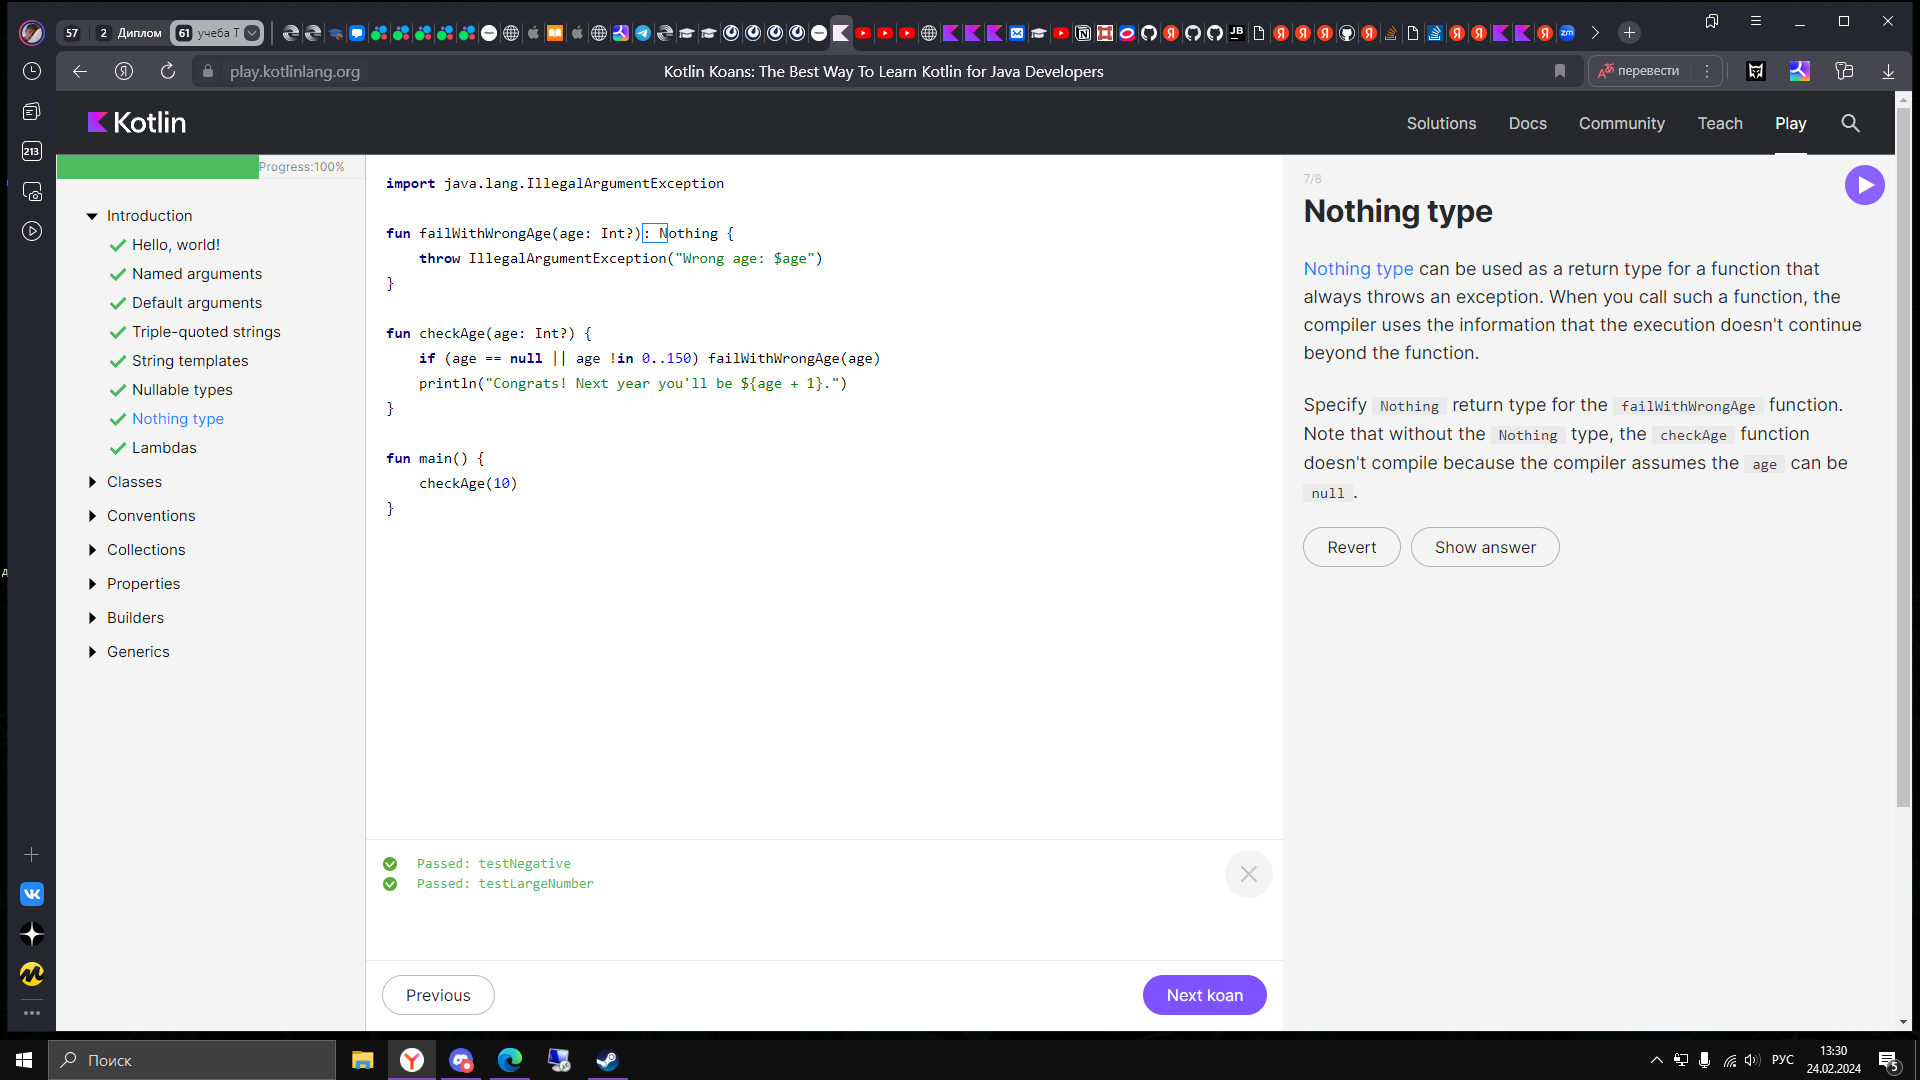 57
2 Диплом
61 учеба Т
play.kotlinlang.org
Kotlin Koans: The Best Way To Learn Kotlin for Java Developers
перевести
213
Kotlin
Solutions
Docs
Community
Teach
Play
Progress:100%
Introduction
Hello, world!
Named arguments
Default arguments
Triple-quoted strings
String templates
Nullable types
Nothing type
Lambdas
Classes
Conventions
Collections
Properties
Builders
Generics
import java.lang.IllegalArgumentException
fun failWithWrongAge(age: Int?): Nothing {
    throw IllegalArgumentException("Wrong age: $age")
}
fun checkAge(age: Int?) {
    if (age == null || age !in 0..150) failWithWrongAge(age)
    println("Congrats! Next year you'll be ${age + 1}.")
}
fun main() {
    checkAge(10)
}
Passed: testNegative
Passed: testLargeNumber
Previous
Next koan
7/8
Nothing type
Nothing type can be used as a return type for a function that
always throws an exception. When you call such a function, the
compiler uses the information that the execution doesn't continue
beyond the function.
Specify Nothing return type for the failWithWrongAge function.
Note that without the Nothing type, the checkAge function
doesn't compile because the compiler assumes the age can be
null.
Revert
Show answer
Поиск
РУС
13:30
24.02.2024
5